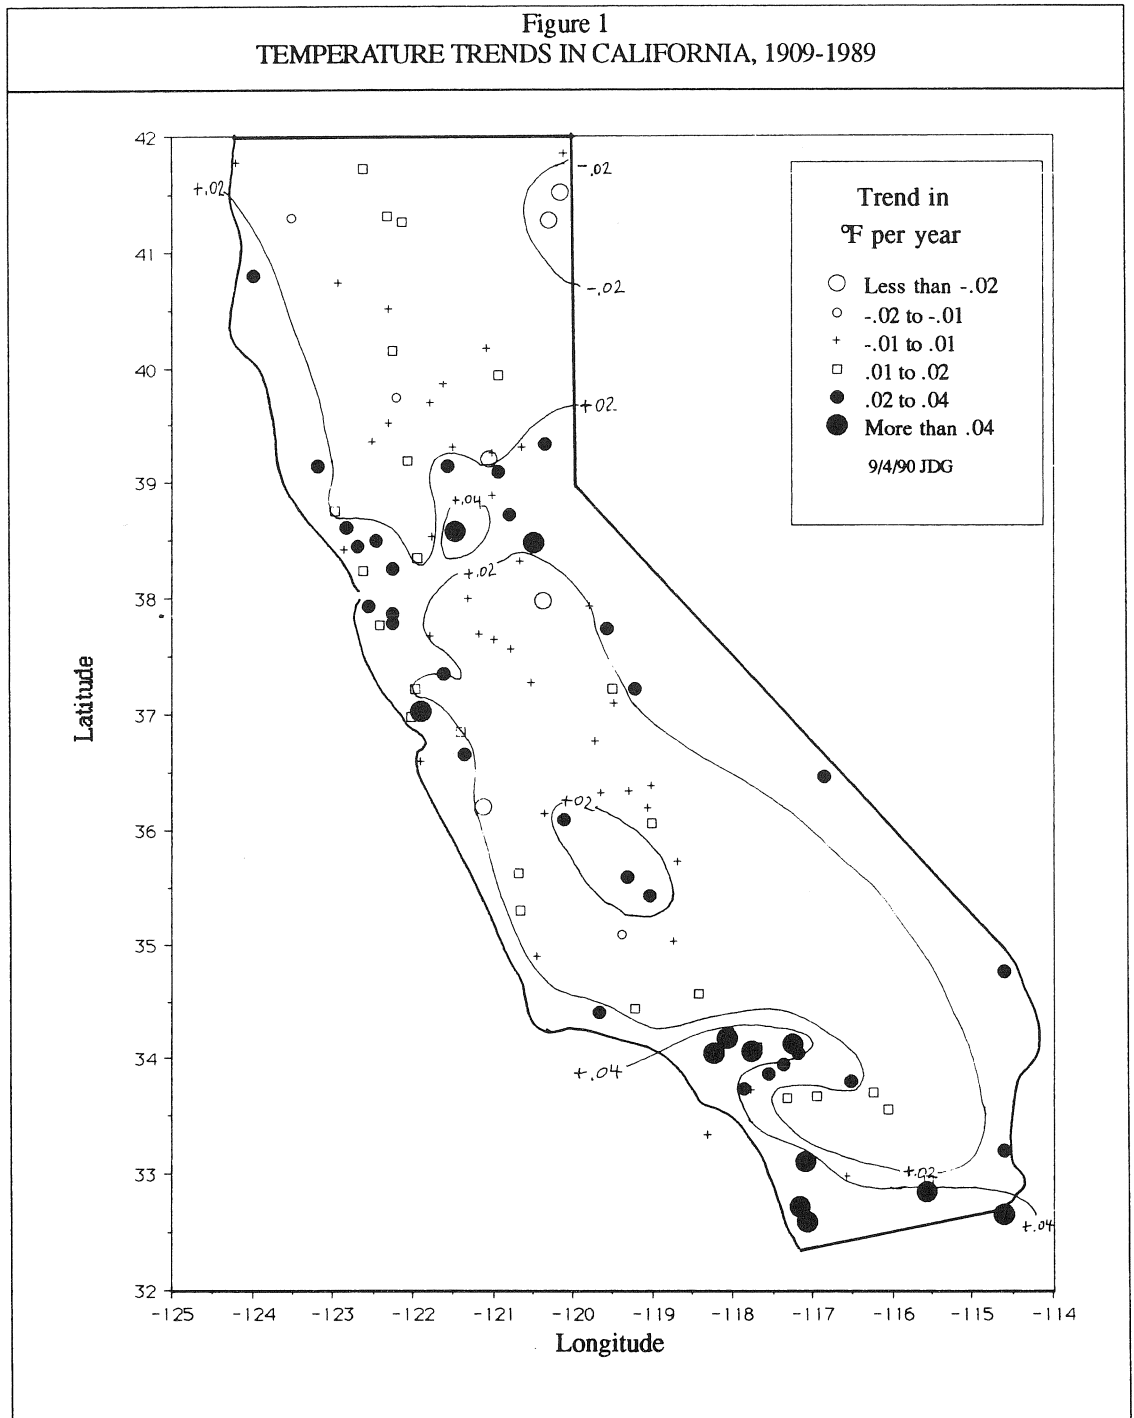 Figure 1
TEMPERATURE TRENDS IN CALIFORNIA, 1909-1989
42
41
40
39
38
37
36
35
34
33
32
Latitude
-125 -124 -123 -122 -121 -120 -119 -118 -117 -116 -115 -114
Longitude
+.02
-.02
-.02
+.02
+.04
+.02
+.02
+.04
+.02
+.04
Trend in
°F per year
Less than -.02
-.02 to -.01
-.01 to .01
.01 to .02
.02 to .04
More than .04
9/4/90 JDG